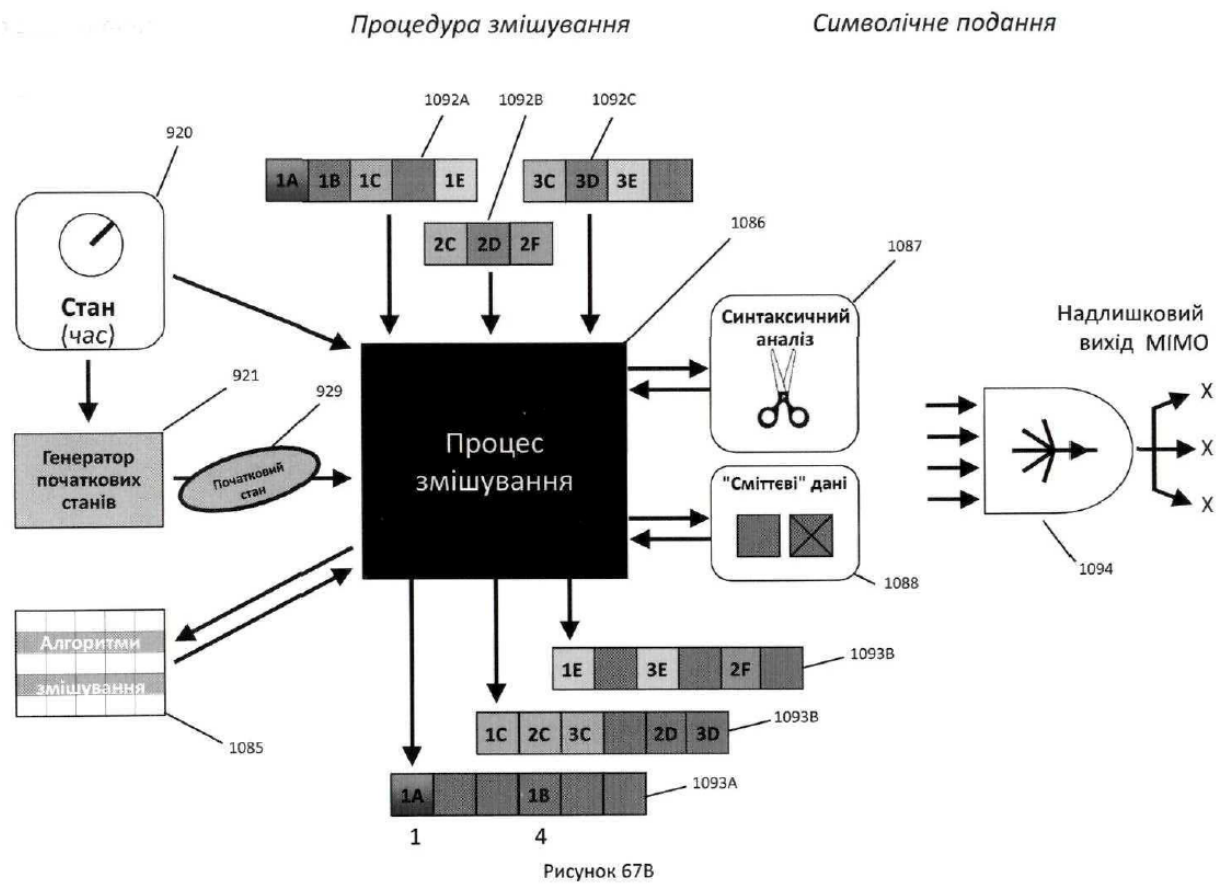 Процедура змішування
Символічне подання
1092A
1092B
1092C
920
1A 1B 1C 1E
3C 3D 3E
2C 2D 2F
1086
1087
Стан
(час)
Синтаксичний
аналіз
Надлишковий
вихід MIMO
921
929
Генератор
початкових
станів
Початковий
стан
Процес
змішування
X
X
X
"Сміттєві" дані
1088
1094
Алгоритми
змішування
1085
1E 3E 2F
1093B
1C 2C 3C 2D 3D
1093B
1A 1B
1093A
1 4
Рисунок 67B